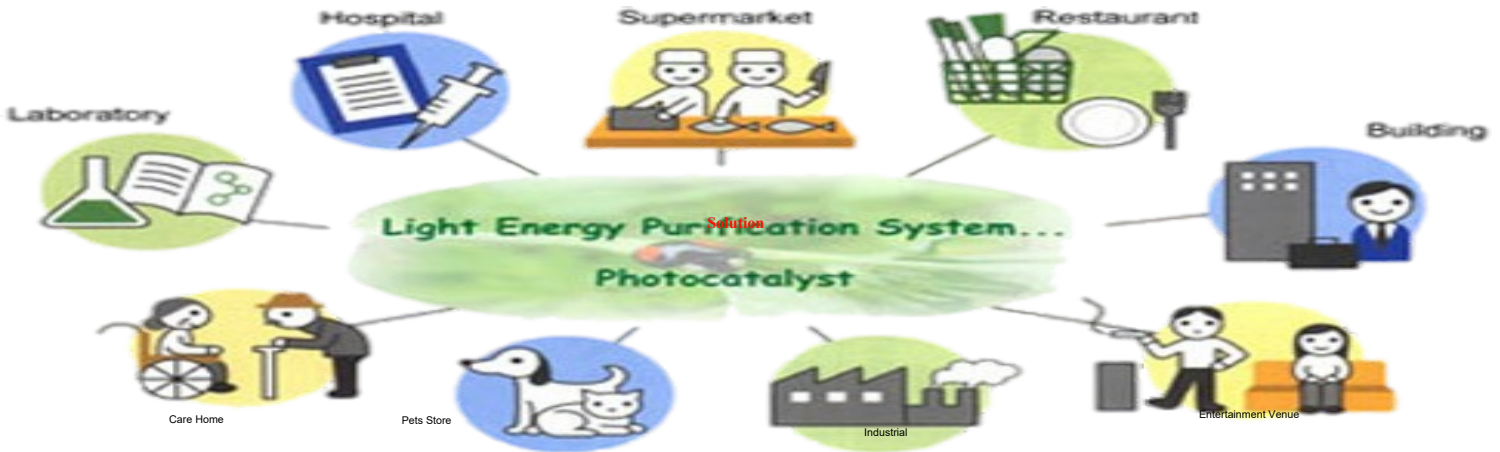 Hospital
Supermarket
Restaurant
Laboratory
Building
Light Energy Purification System...
Solution
Photocatalyst
Care Home
Pets Store
Industrial
Entertainment Venue